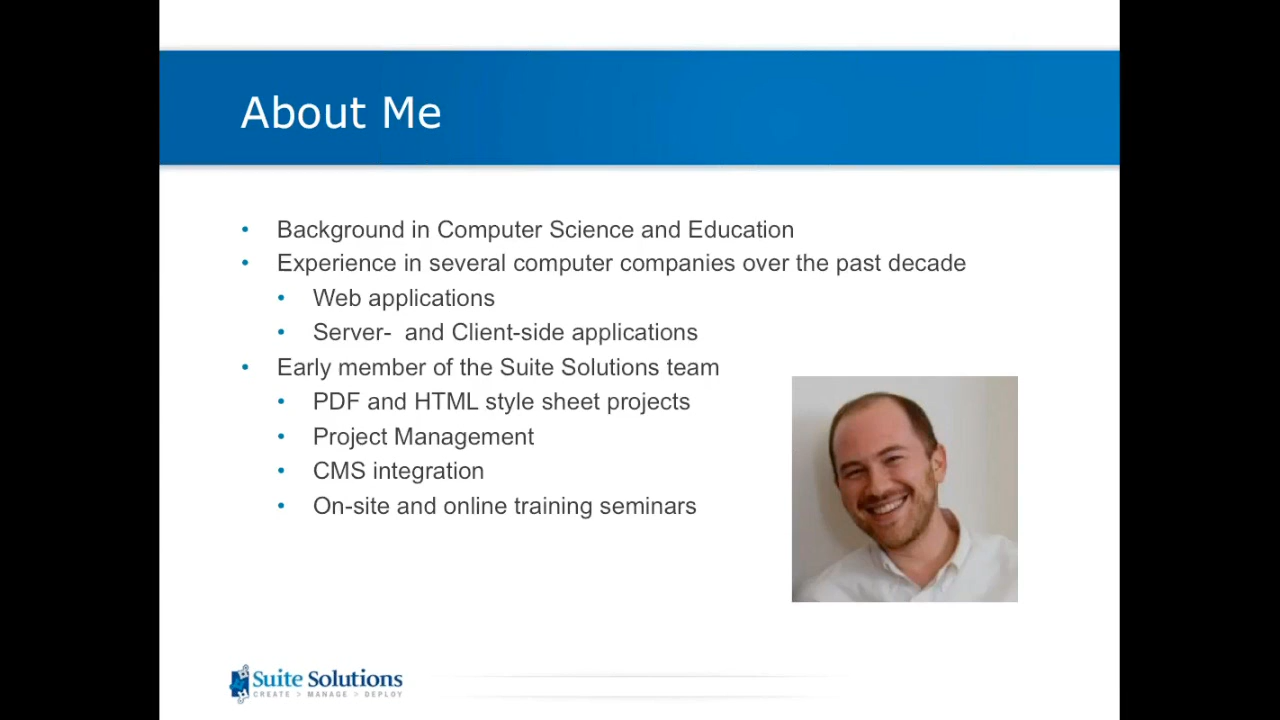 About Me
• Background in Computer Science and Education
• Experience in several computer companies over the past decade
• Web applications
• Server-  and Client-side applications
• Early member of the Suite Solutions team
• PDF and HTML style sheet projects
• Project Management
• CMS integration
• On-site and online training seminars
Suite Solutions
CREATE > MANAGE > DEPLOY